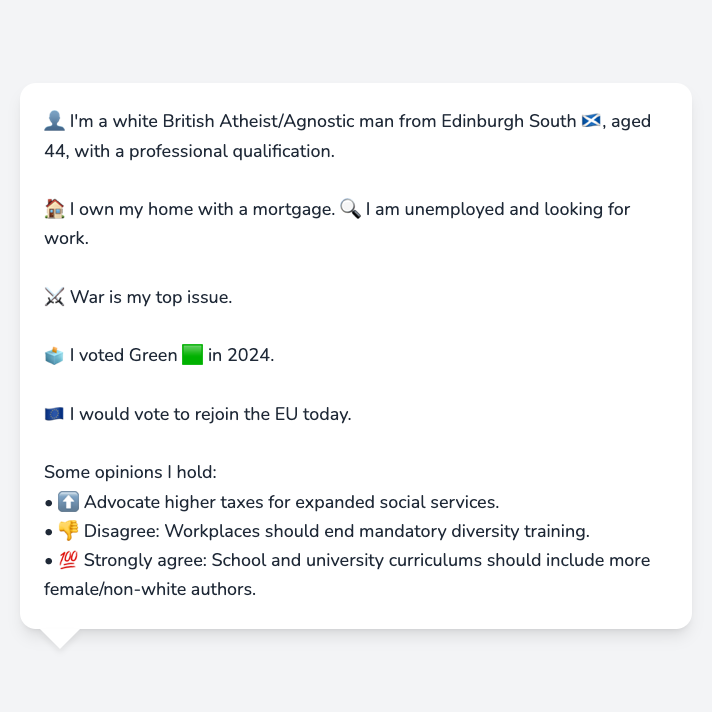 👤 I'm a white British Atheist/Agnostic man from Edinburgh South 🏴󠁧󠁢󠁳󠁣󠁴󠁿, aged
44, with a professional qualification.
🏠 I own my home with a mortgage. 🔍 I am unemployed and looking for
work.
⚔️ War is my top issue.
🗳️ I voted Green 🟩 in 2024.
🇪🇺 I would vote to rejoin the EU today.
Some opinions I hold:
• ⬆️ Advocate higher taxes for expanded social services.
• 👎 Disagree: Workplaces should end mandatory diversity training.
• 💯 Strongly agree: School and university curriculums should include more
female/non-white authors.